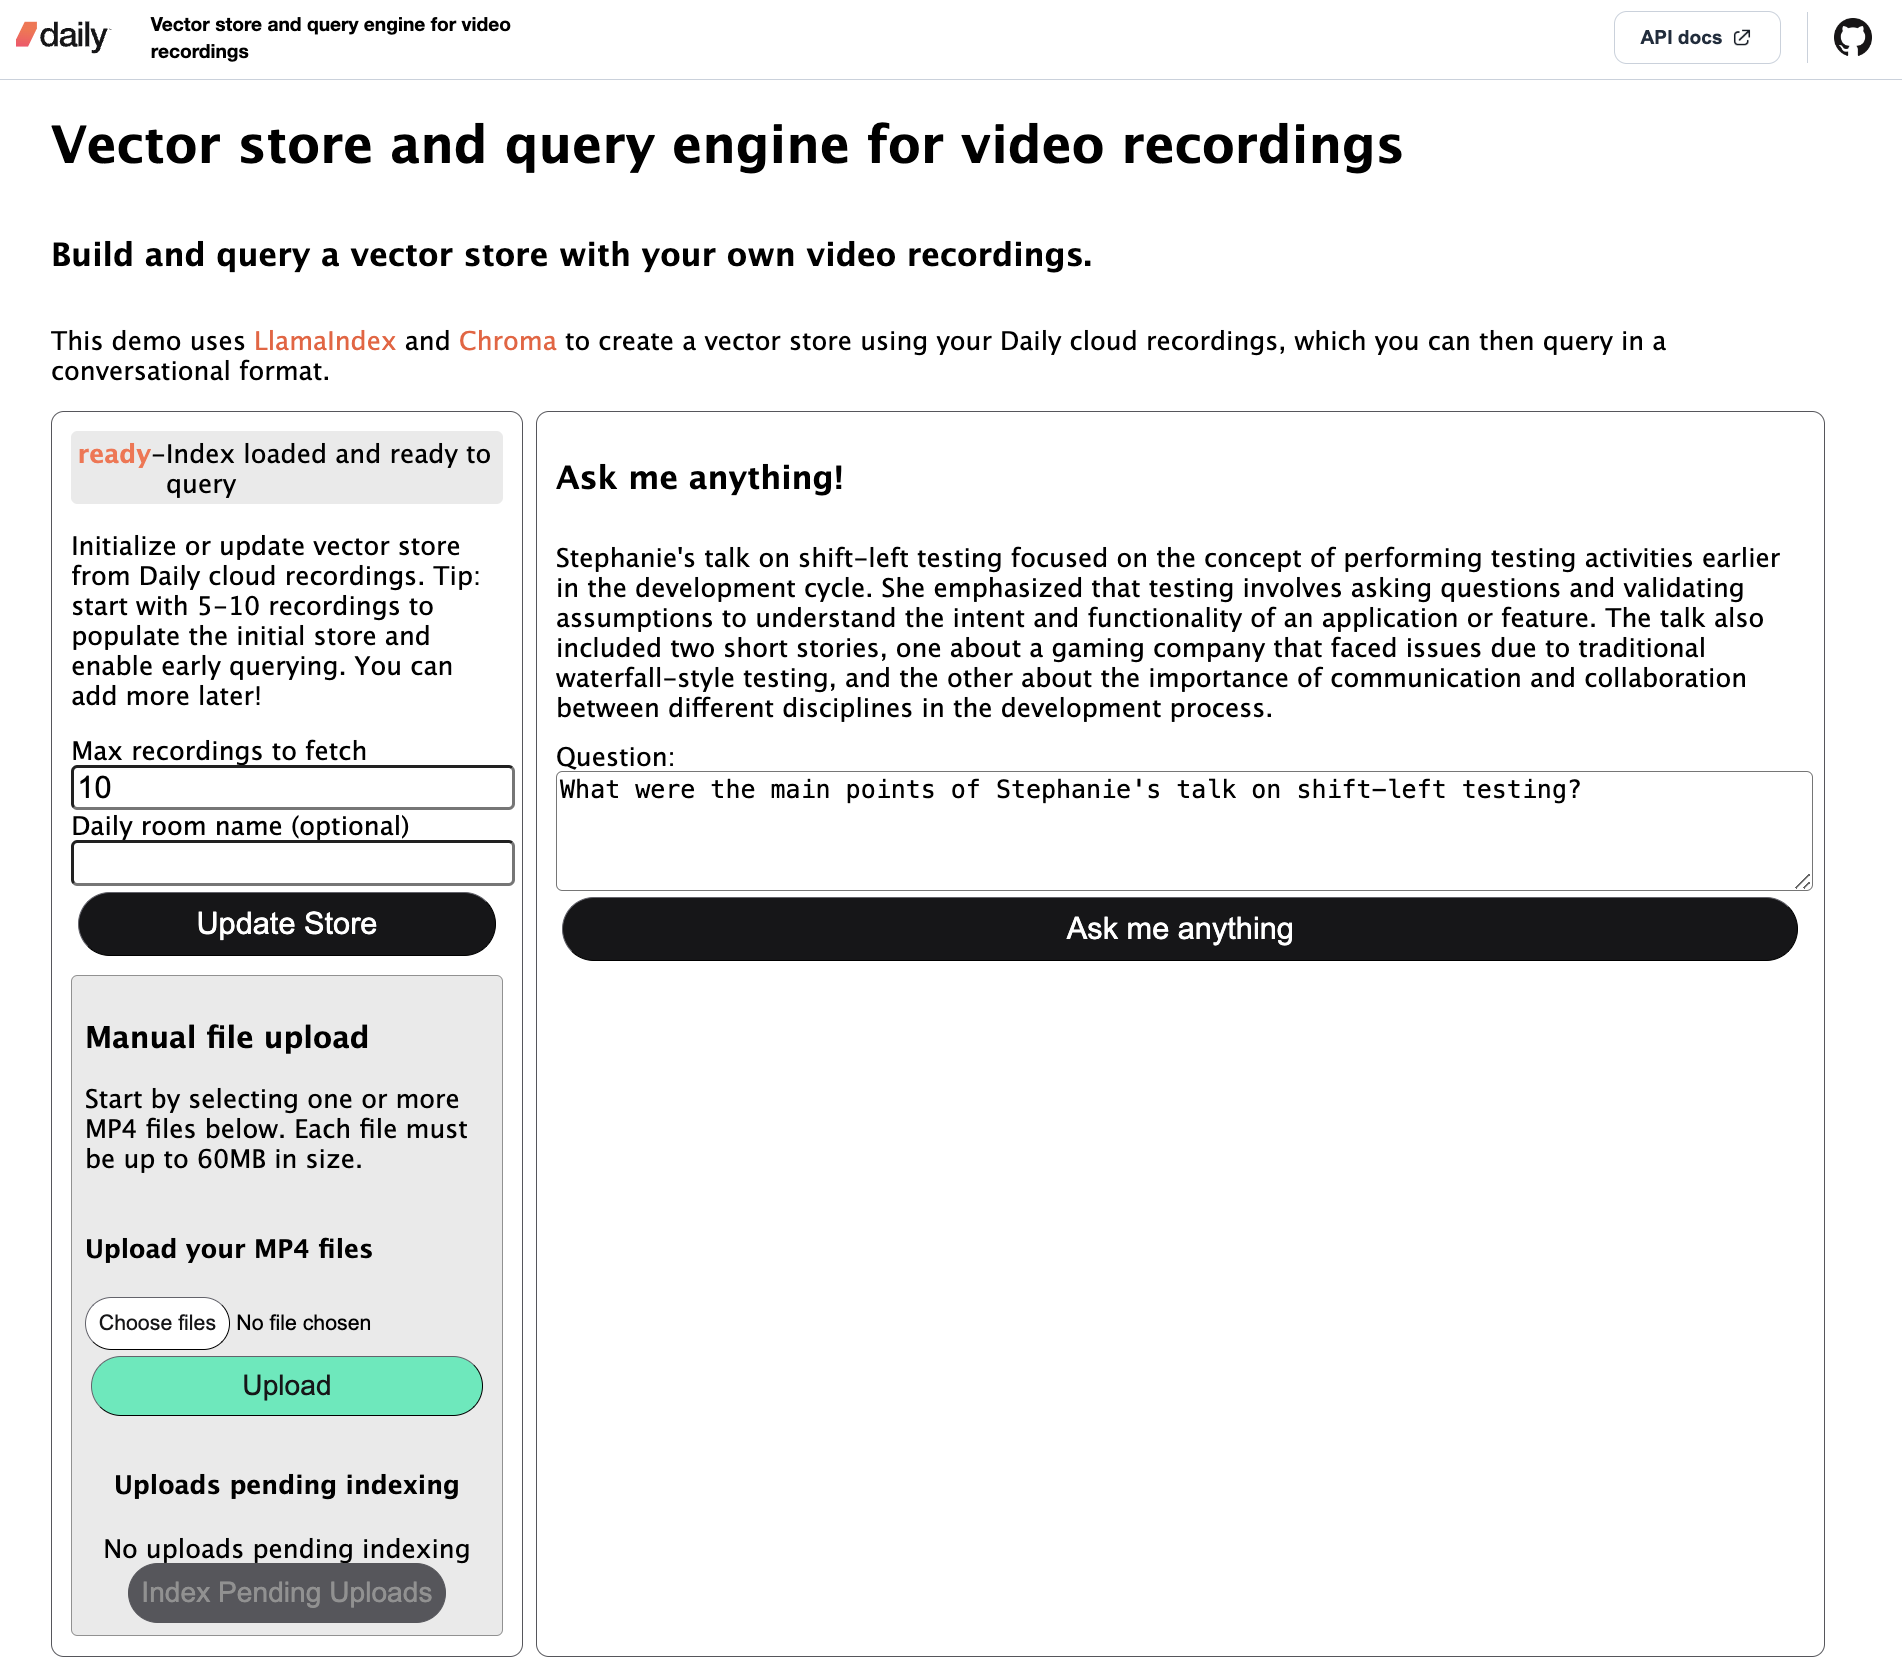 daily
Vector store and query engine for video
recordings
API docs
Vector store and query engine for video recordings
Build and query a vector store with your own video recordings.
This demo uses LlamaIndex and Chroma to create a vector store using your Daily cloud recordings, which you can then query in a
conversational format.
ready-Index loaded and ready to
query
Initialize or update vector store
from Daily cloud recordings. Tip:
start with 5-10 recordings to
populate the initial store and
enable early querying. You can
add more later!
Max recordings to fetch
10
Daily room name (optional)
Update Store
Manual file upload
Start by selecting one or more
MP4 files below. Each file must
be up to 60MB in size.
Upload your MP4 files
Choose files No file chosen
Upload
Uploads pending indexing
No uploads pending indexing
Index Pending Uploads
Ask me anything!
Stephanie's talk on shift-left testing focused on the concept of performing testing activities earlier
in the development cycle. She emphasized that testing involves asking questions and validating
assumptions to understand the intent and functionality of an application or feature. The talk also
included two short stories, one about a gaming company that faced issues due to traditional
waterfall-style testing, and the other about the importance of communication and collaboration
between different disciplines in the development process.
Question:
What were the main points of Stephanie's talk on shift-left testing?
Ask me anything